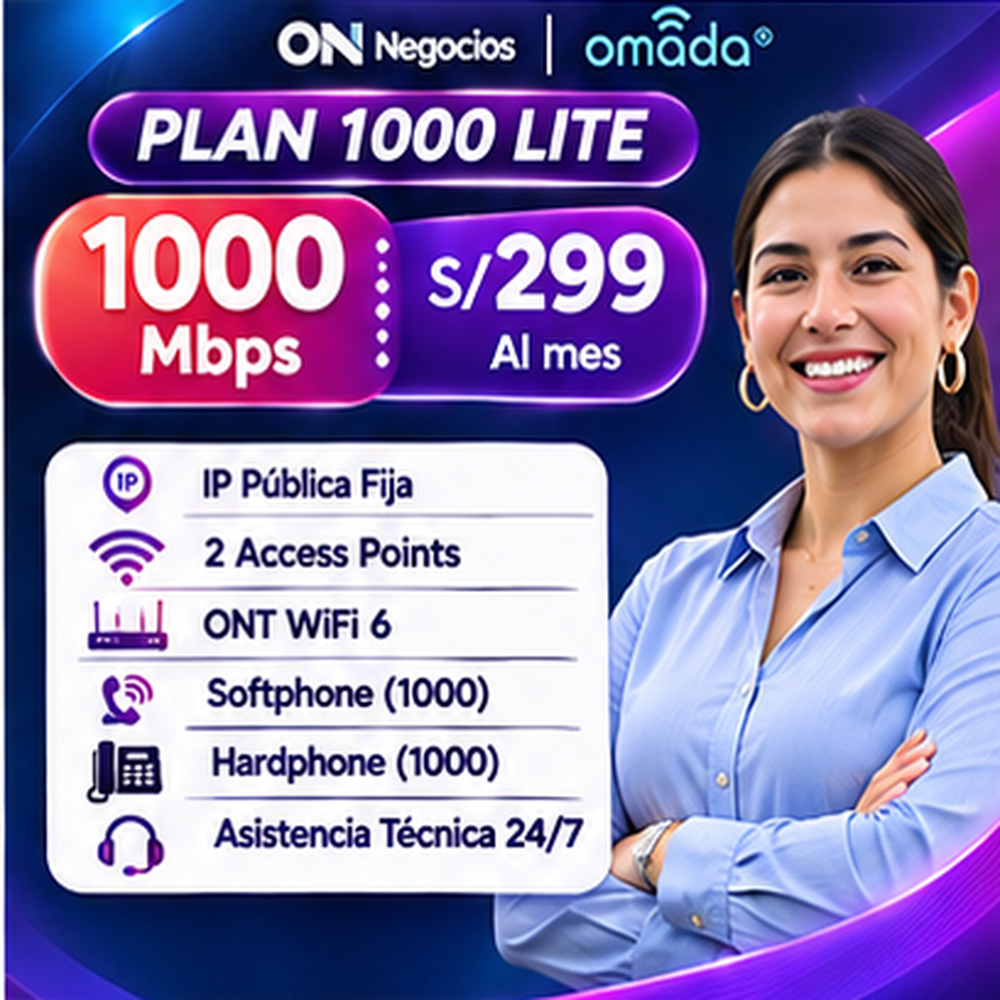 ON Negocios | omada
PLAN 1000 LITE
1000
Mbps
S/299
Al mes
IP
IP Pública Fija
2 Access Points
ONT WiFi 6
Softphone (1000)
Hardphone (1000)
Asistencia Técnica 24/7